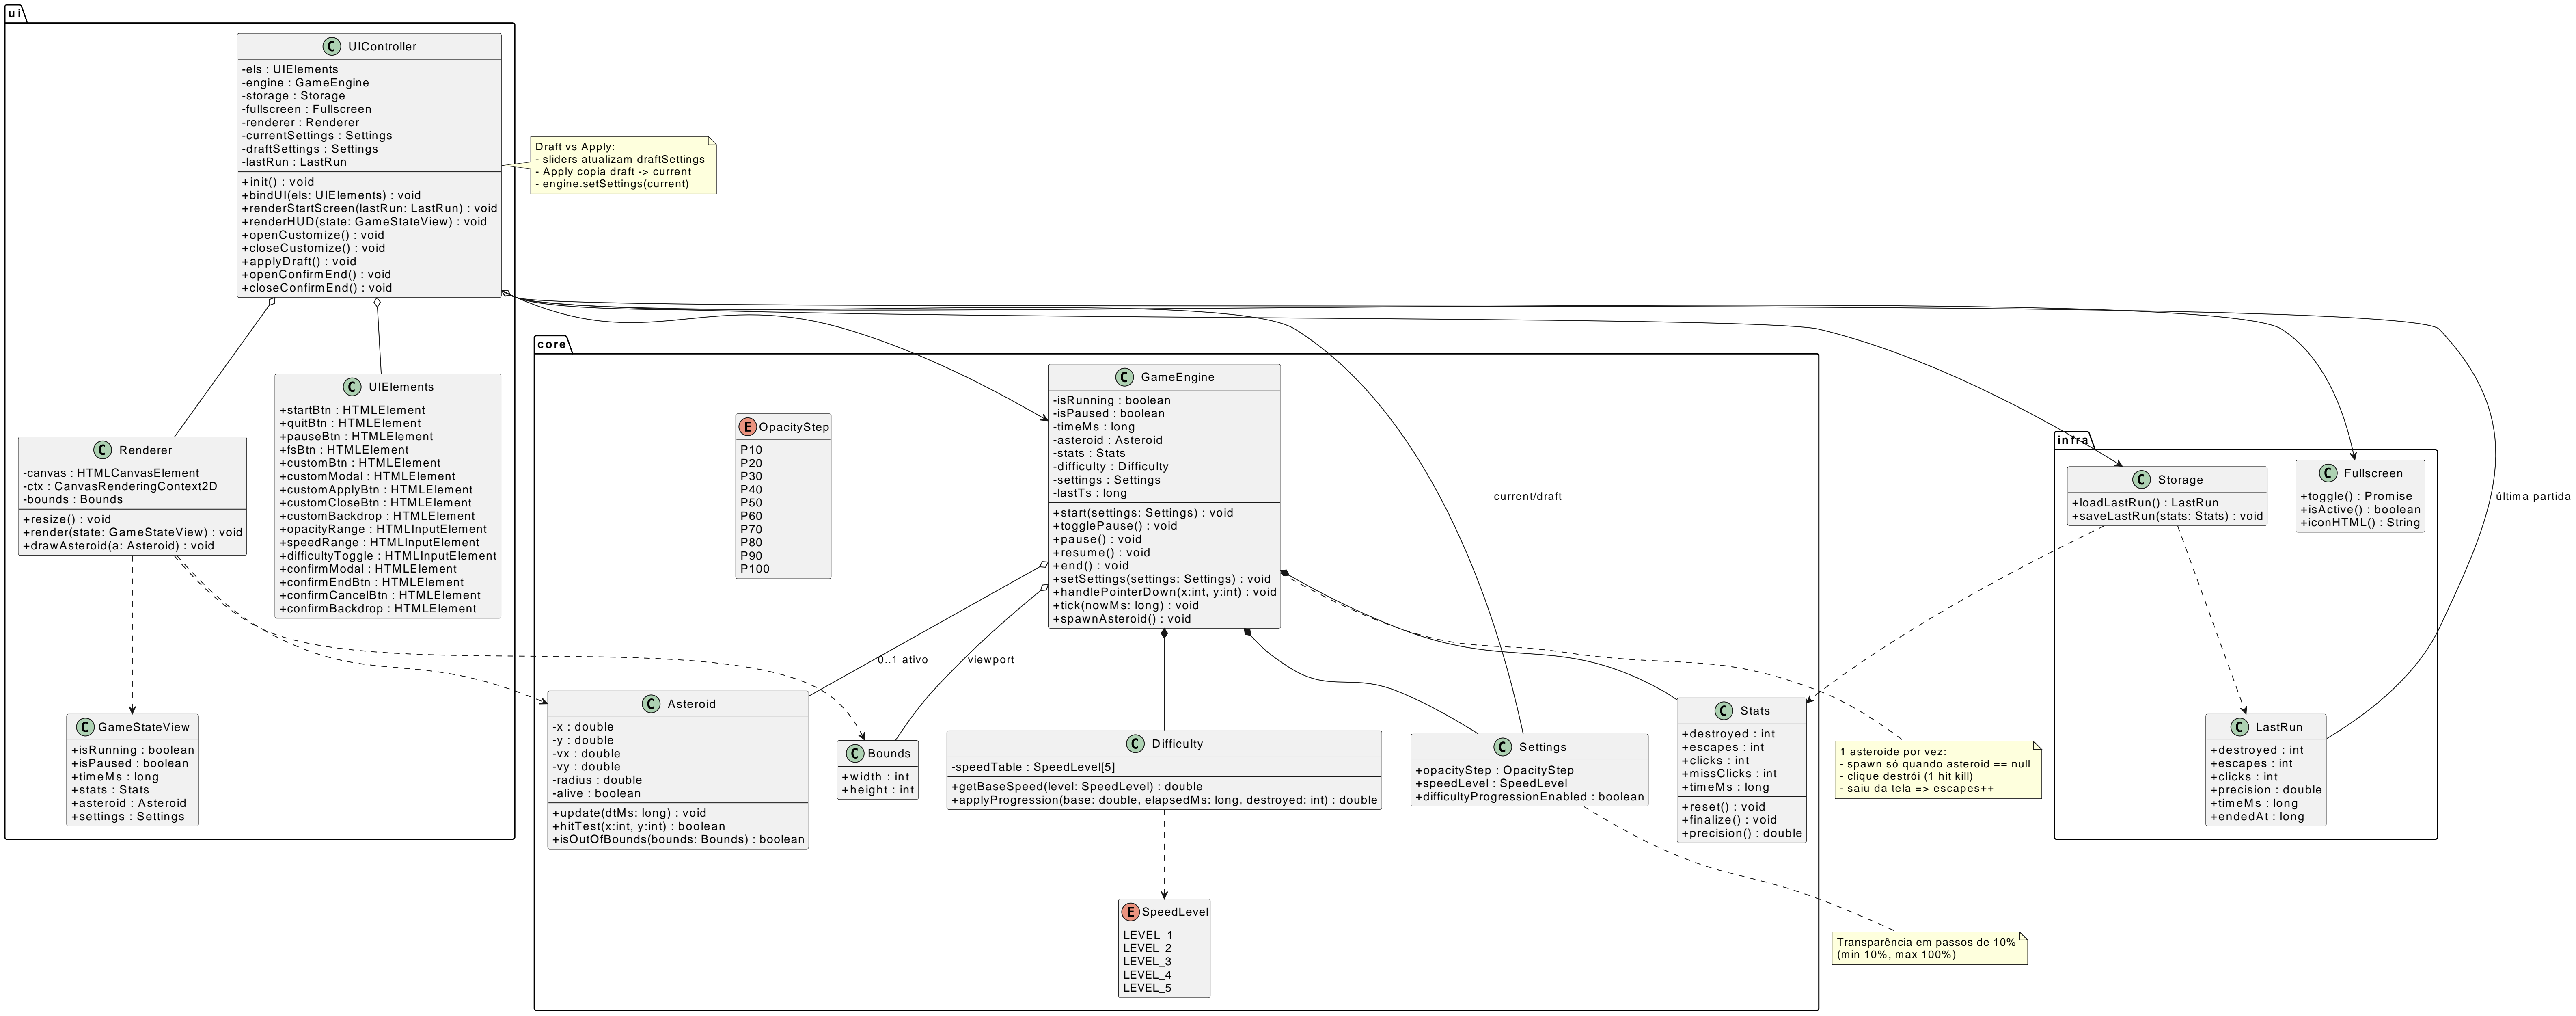 ui
UIController
-els : UIElements
-engine : GameEngine
-storage : Storage
-fullscreen : Fullscreen
-renderer : Renderer
-currentSettings : Settings
-draftSettings : Settings
-lastRun : LastRun
+init() : void
+bindUI(els: UIElements) : void
+renderStartScreen(lastRun: LastRun) : void
+renderHUD(state: GameStateView) : void
+openCustomize() : void
+closeCustomize() : void
+applyDraft() : void
+openConfirmEnd() : void
+closeConfirmEnd() : void
Draft vs Apply:
- sliders atualizam draftSettings
- Apply copia draft -> current
- engine.setSettings(current)
UIElements
+startBtn : HTMLElement
+quitBtn : HTMLElement
+pauseBtn : HTMLElement
+fsBtn : HTMLElement
+customBtn : HTMLElement
+customModal : HTMLElement
+customApplyBtn : HTMLElement
+customCloseBtn : HTMLElement
+customBackdrop : HTMLElement
+opacityRange : HTMLInputElement
+speedRange : HTMLInputElement
+difficultyToggle : HTMLInputElement
+confirmModal : HTMLElement
+confirmEndBtn : HTMLElement
+confirmCancelBtn : HTMLElement
+confirmBackdrop : HTMLElement
Renderer
-canvas : HTMLCanvasElement
-ctx : CanvasRenderingContext2D
-bounds : Bounds
+resize() : void
+render(state: GameStateView) : void
+drawAsteroid(a: Asteroid) : void
GameStateView
+isRunning : boolean
+isPaused : boolean
+timeMs : long
+stats : Stats
+asteroid : Asteroid
+settings : Settings
core
OpacityStep
P10
P20
P30
P40
P50
P60
P70
P80
P90
P100
GameEngine
-isRunning : boolean
-isPaused : boolean
-timeMs : long
-asteroid : Asteroid
-stats : Stats
-difficulty : Difficulty
-settings : Settings
-lastTs : long
+start(settings: Settings) : void
+togglePause() : void
+pause() : void
+resume() : void
+end() : void
+setSettings(settings: Settings) : void
+handlePointerDown(x:int, y:int) : void
+tick(nowMs: long) : void
+spawnAsteroid() : void
current/draft
0..1 ativo
viewport
Asteroid
-x : double
-y : double
-vx : double
-vy : double
-radius : double
-alive : boolean
+update(dtMs: long) : void
+hitTest(x:int, y:int) : boolean
+isOutOfBounds(bounds: Bounds) : boolean
Bounds
+width : int
+height : int
Difficulty
-speedTable : SpeedLevel[5]
+getBaseSpeed(level: SpeedLevel) : double
+applyProgression(base: double, elapsedMs: long, destroyed: int) : double
Settings
+opacityStep : OpacityStep
+speedLevel : SpeedLevel
+difficultyProgressionEnabled : boolean
Stats
+destroyed : int
+escapes : int
+clicks : int
+missClicks : int
+timeMs : long
+reset() : void
+finalize() : void
+precision() : double
SpeedLevel
LEVEL_1
LEVEL_2
LEVEL_3
LEVEL_4
LEVEL_5
1 asteroide por vez:
- spawn só quando asteroid == null
- clique destrói (1 hit kill)
- saiu da tela => escapes++
Transparência em passos de 10%
(min 10%, max 100%)
infra
Storage
+loadLastRun() : LastRun
+saveLastRun(stats: Stats) : void
Fullscreen
+toggle() : Promise
+isActive() : boolean
+iconHTML() : String
última partida
LastRun
+destroyed : int
+escapes : int
+clicks : int
+precision : double
+timeMs : long
+endedAt : long